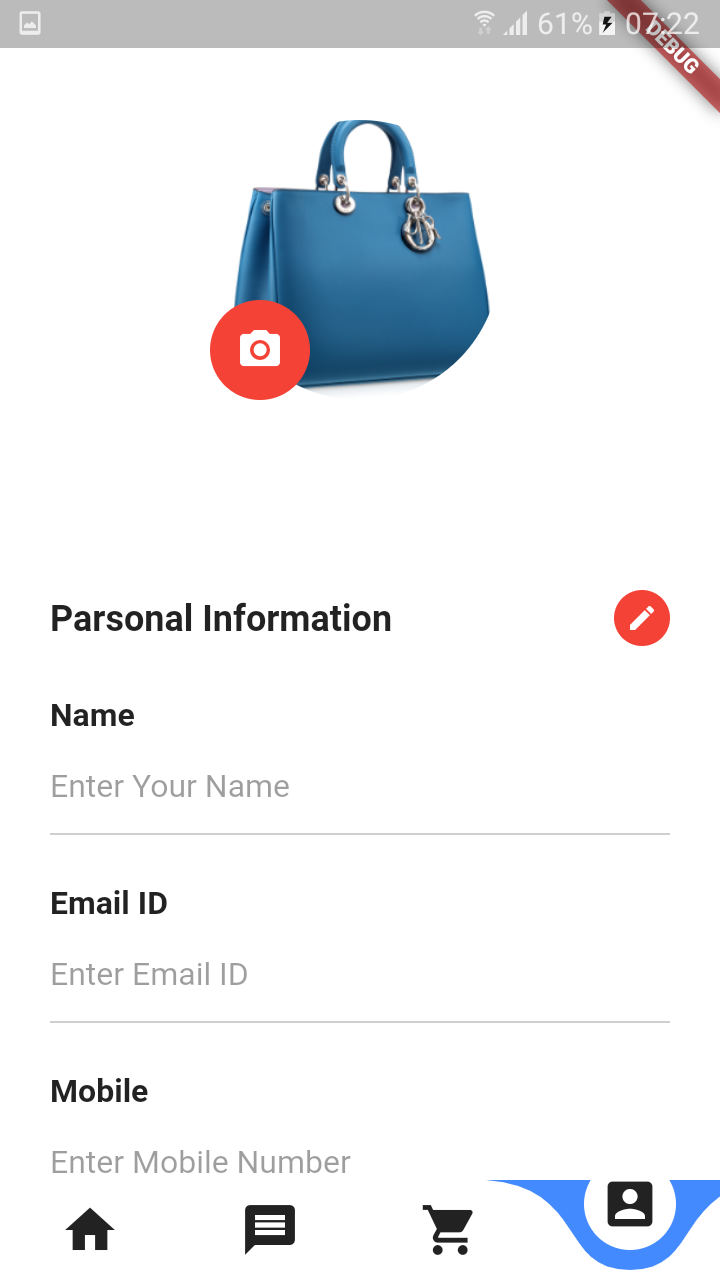 61% 07:22
DEBUG
Parsonal Information
Name
Enter Your Name
Email ID
Enter Email ID
Mobile
Enter Mobile Number